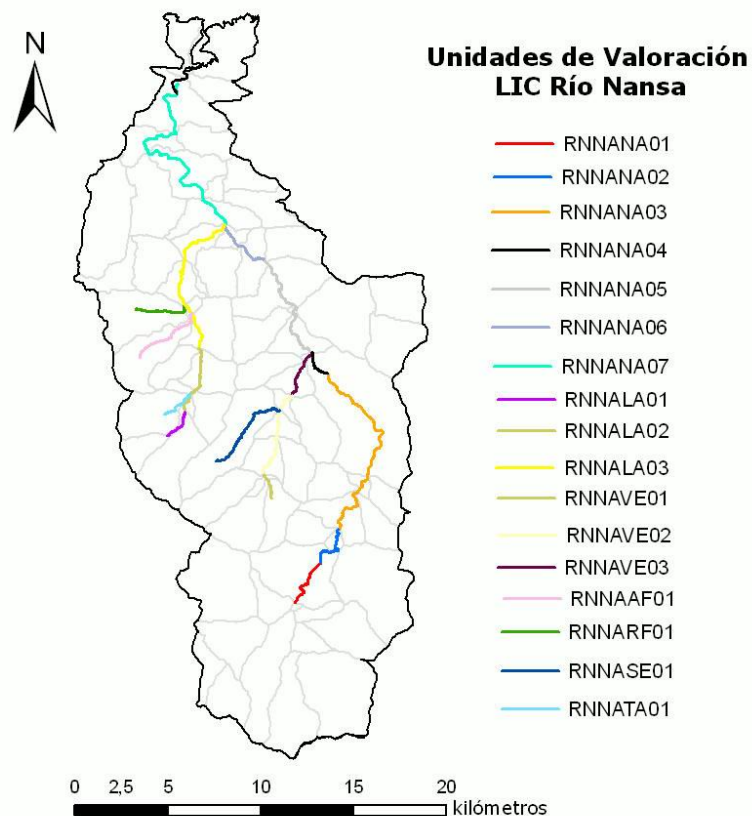 N
Unidades de Valoración
LIC Río Nansa
RNNANA01
RNNANA02
RNNANA03
RNNANA04
RNNANA05
RNNANA06
RNNANA07
RNNALA01
RNNALA02
RNNALA03
RNNAVE01
RNNAVE02
RNNAVE03
RNNAAF01
RNNARF01
RNNASE01
RNNATA01
0 2,5 5 10 15 20
kilómetros